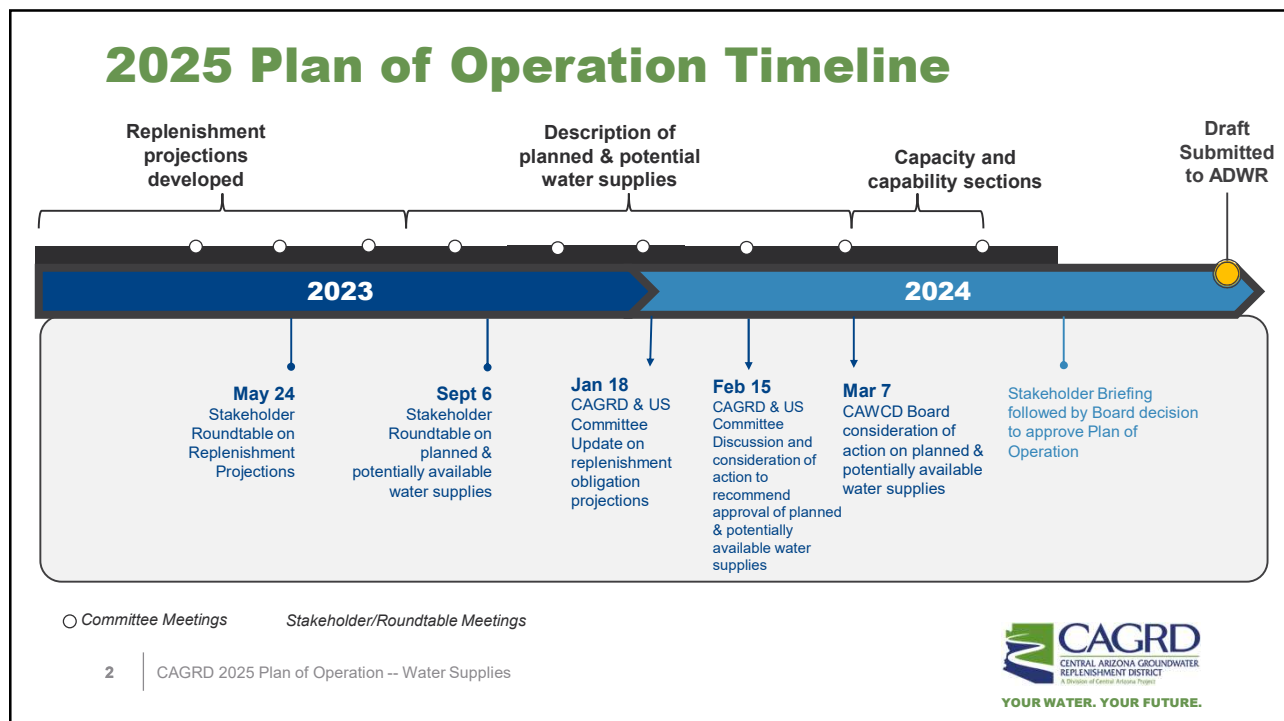 2025 Plan of Operation Timeline
Replenishment
projections
developed
Description of
planned & potential
water supplies
Capacity and
capability sections
Draft
Submitted
to ADWR
2023
2024
May 24
Stakeholder
Roundtable on
Replenishment
Projections
Sept 6
Stakeholder
Roundtable on
planned &
potentially available
water supplies
Jan 18
CAGRD & US
Committee
Update on
replenishment
obligation
projections
Feb 15
CAGRD & US
Committee
Discussion and
consideration of
action to
recommend
approval of planned
& potentially
available water
supplies
Mar 7
CAWCD Board
consideration of
action on planned &
potentially available
water supplies
Stakeholder Briefing
followed by Board decision
to approve Plan of
Operation
Committee Meetings
Stakeholder/Roundtable Meetings
2
CAGRD 2025 Plan of Operation -- Water Supplies
CAGRD
CENTRAL ARIZONA GROUNDWATER
REPLENISHMENT DISTRICT
A Division of Central Arizona Project
YOUR WATER. YOUR FUTURE.